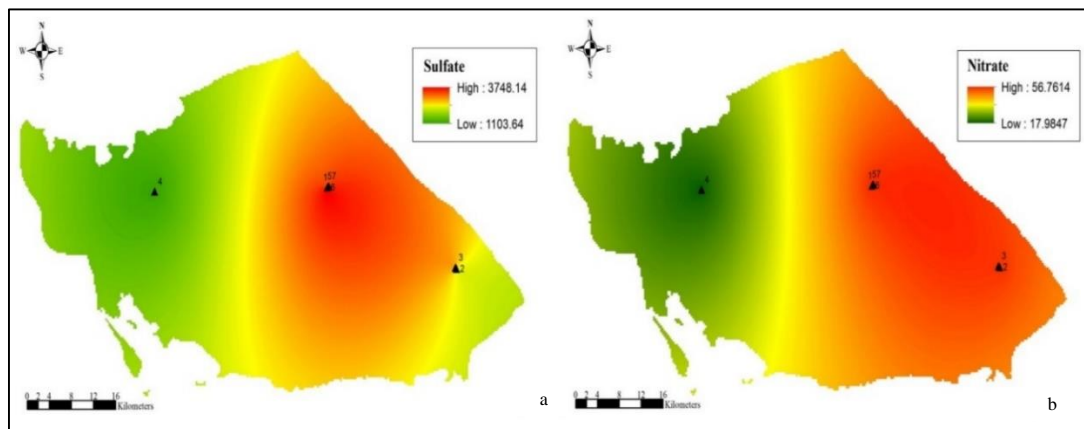 N
W E
S
Sulfate
High : 3748.14
Low : 1103.64
4
157
3
2
0 2 4 8 12 16
Kilometers
a
N
W E
S
Nitrate
High : 56.7614
Low : 17.9847
4
157
3
2
0 2 4 8 12 16
Kilometers
b